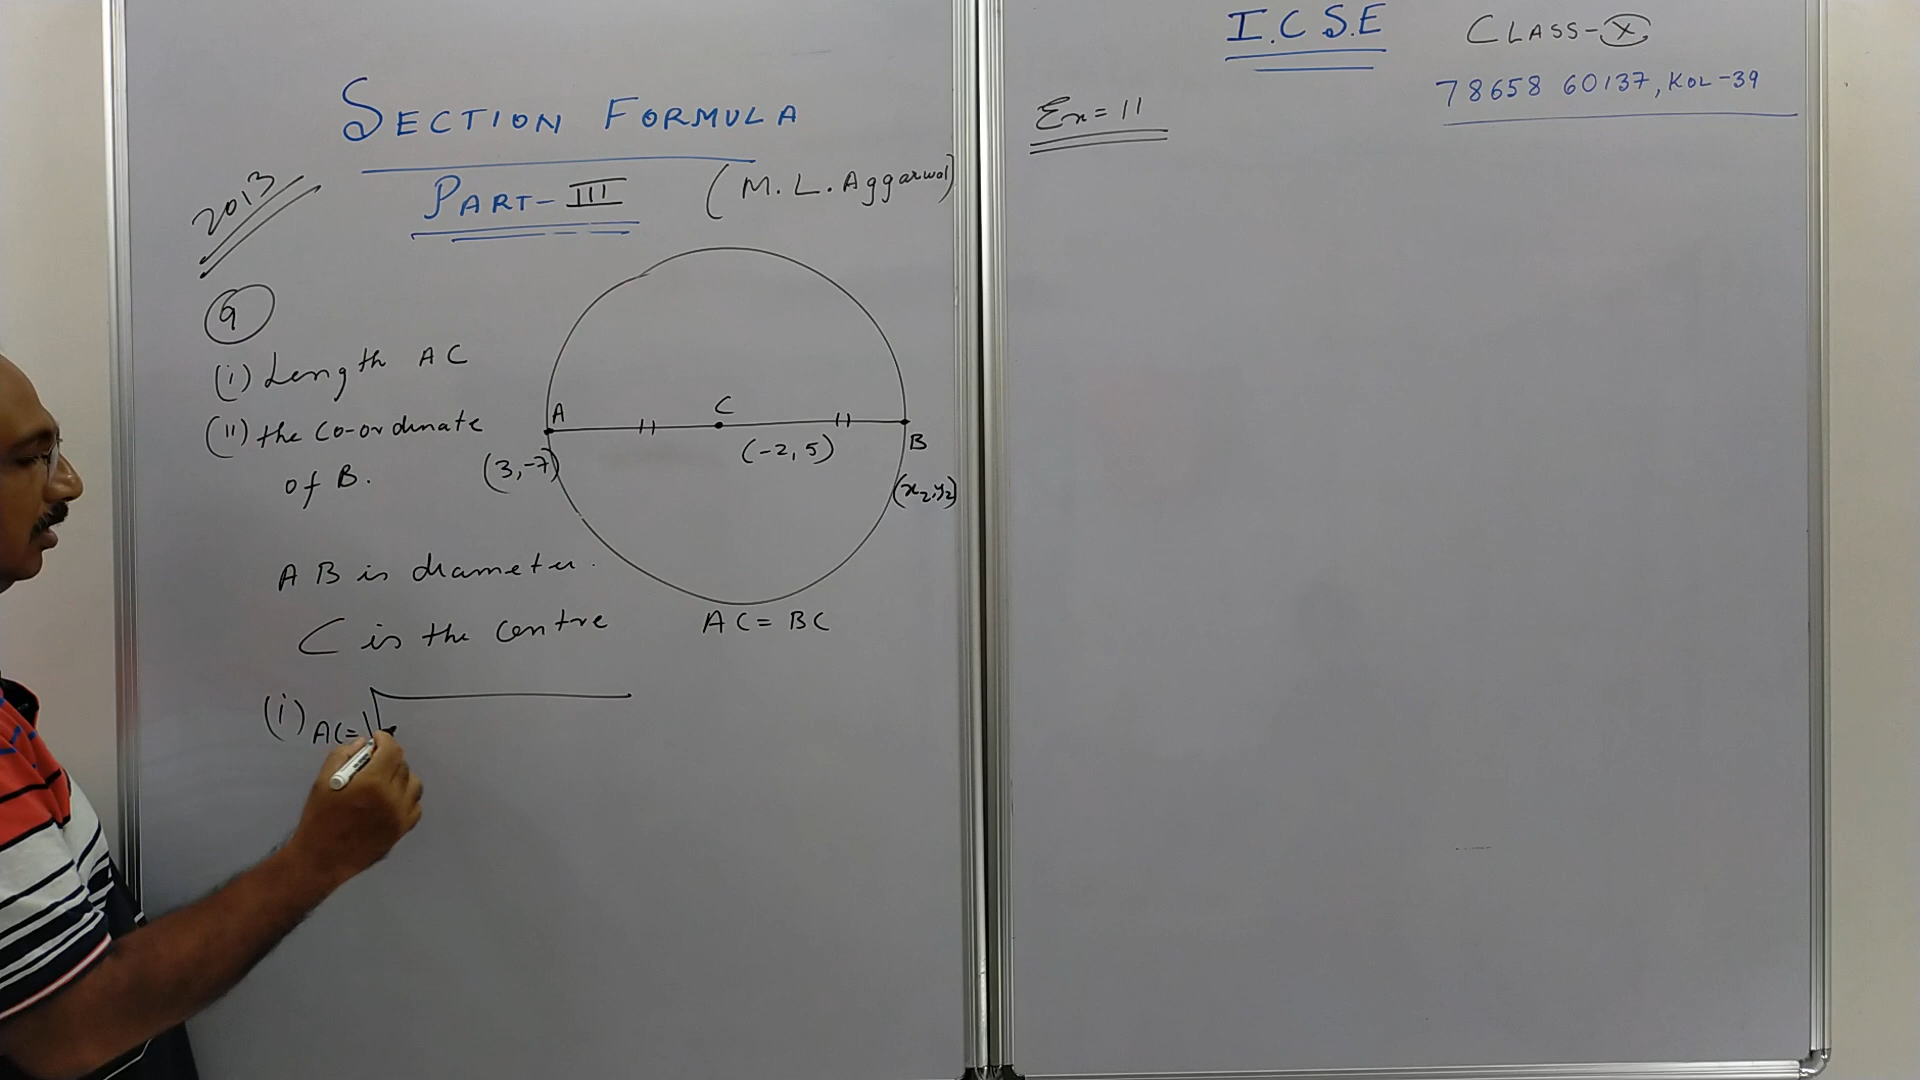 SECTION FORMULA
PART-III
(M.L.Aggarwal)
2013
9
(i) Length AC
(ii) the co-ordinate
of B.
A
C
B
(3,-7)
(-2,5)
(x₂,y₂)
AB is diameter.
C is the centre
AC = BC
(i) AC=√
I.C.S.E
CLASS-X
78658 60137, KOL-39
Ex = 11